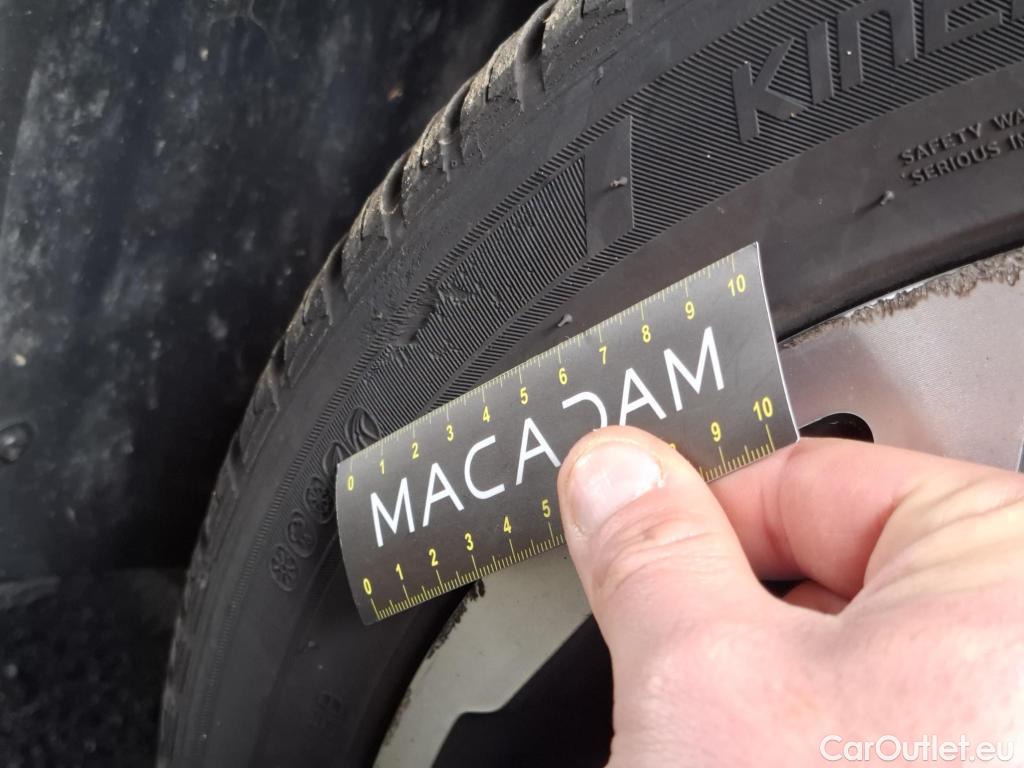 KINE
SAFETY WA
SERIOUS IN
0 1 2 3 4 5 6 7 8 9 10
MACADAM
0 1 2 3 4 5 9 10
CarOutlet.eu